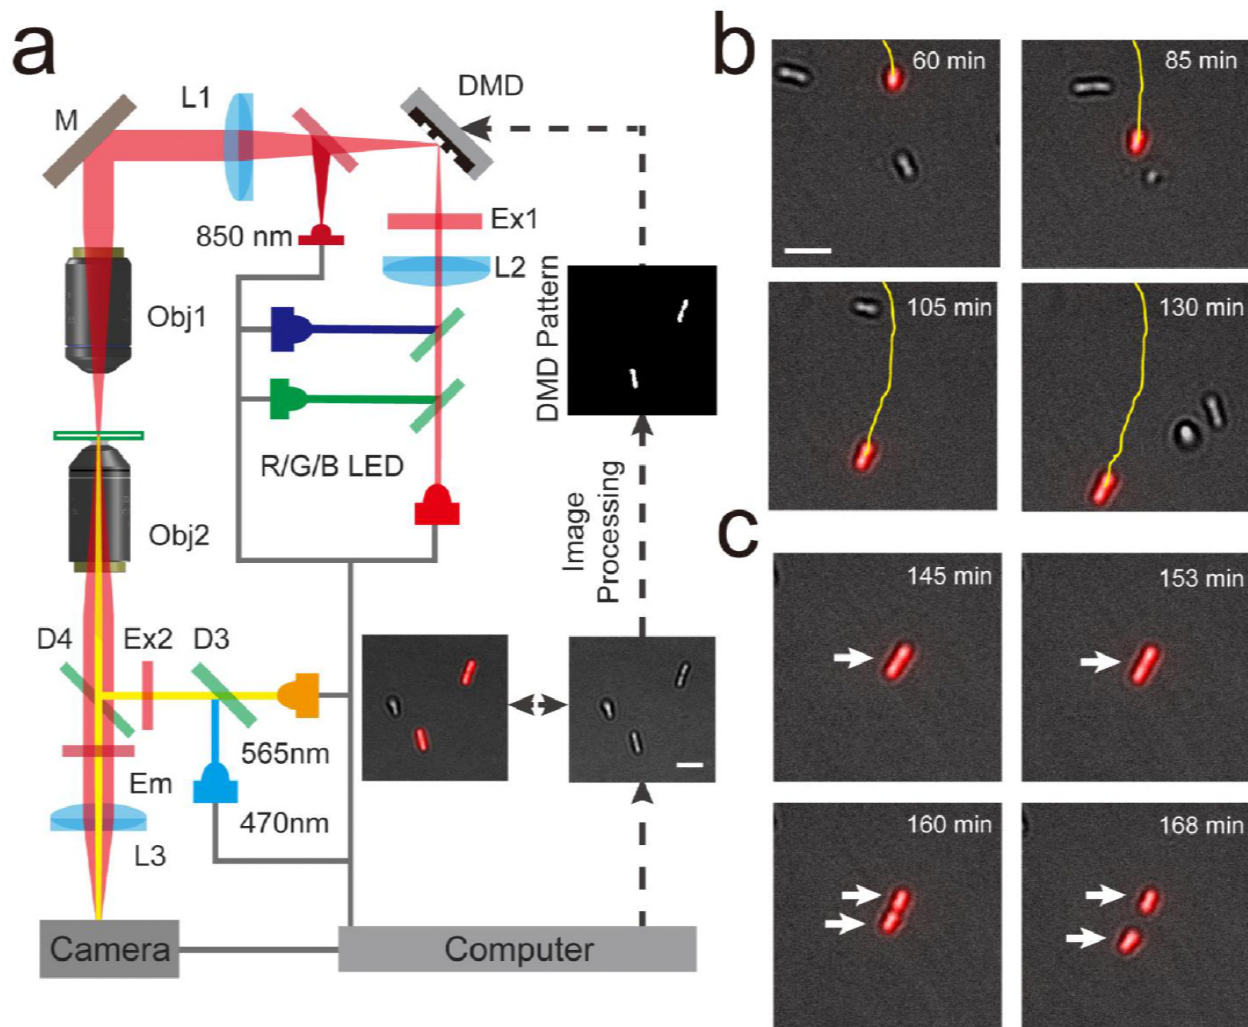 a
M
L1
DMD
850 nm
Ex1
L2
Obj1
DMD Pattern
R/G/B LED
Obj2
Image
Processing
D4
Ex2
D3
565nm
Em
470nm
L3
Camera
Computer
b
60 min
85 min
105 min
130 min
c
145 min
153 min
160 min
168 min